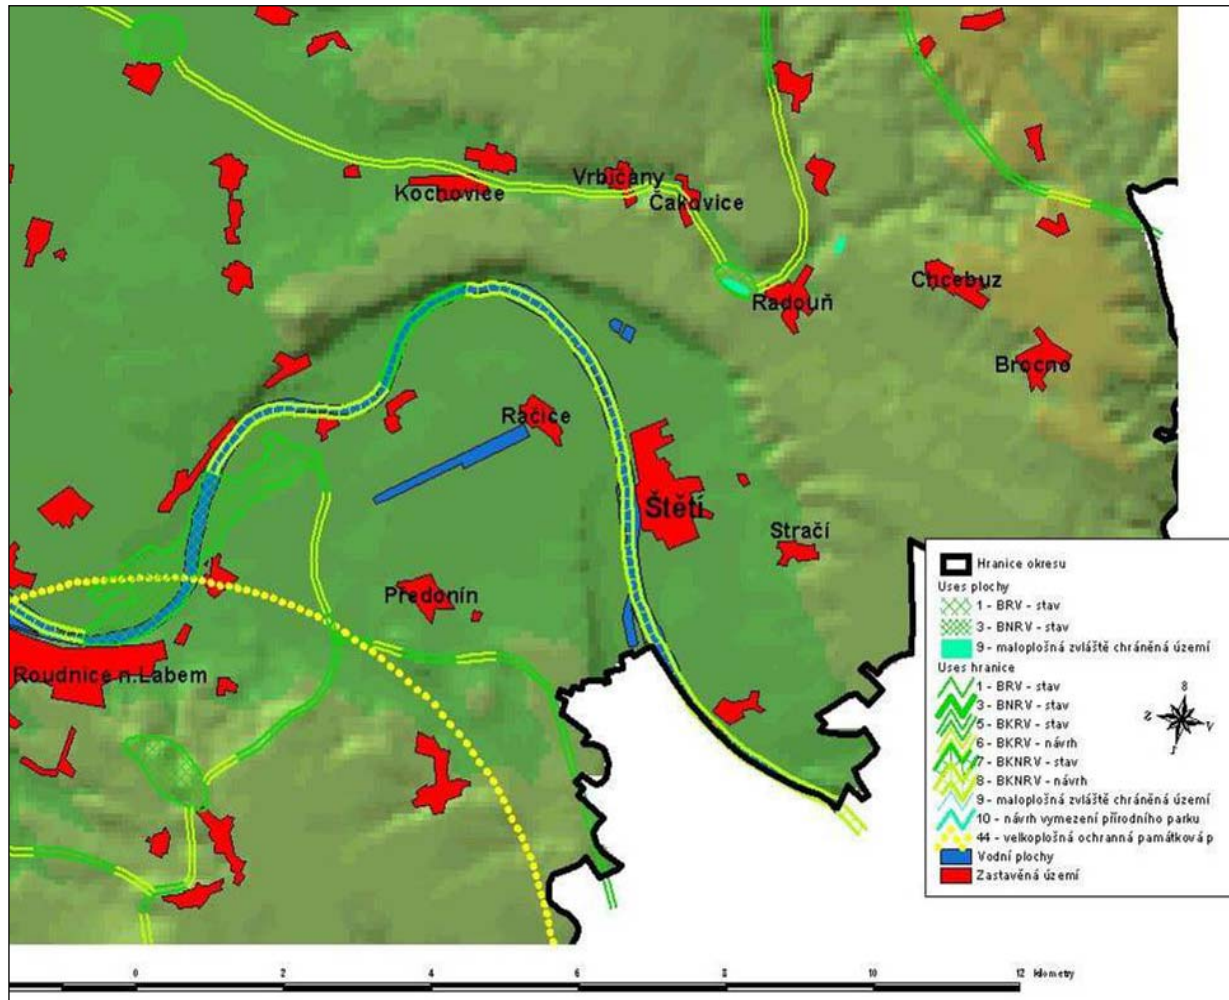 Vrbičany
Kochovice
Čakovice
Radouň
Chcebuz
Brocno
Račice
Štětí
Stračí
Předonín
Roudnice n.Labem
Hranice okresu
Uses plochy
1 - BRV - stav
3 - BNRV - stav
9 - maloplošná zvláště chráněná území
Uses hranice
1 - BRV - stav
3 - BNRV - stav
5 - BKRV - stav
6 - BKRV - návrh
7 - BKNRV - stav
8 - BKNRV - návrh
9 - maloplošná zvláště chráněná území
10 - návrh vymezení přírodního parku
44 - velkoplošná ochranná památková p
Vodní plochy
Zastavěná území
S
Z
V
J
0 2 4 6 8 10 12 kilometry